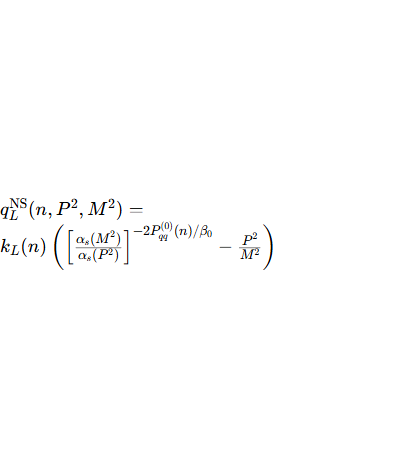 q_L^{NS}(n, P^2, M^2) =
k_L(n) \left( \left[ \frac{\alpha_s(M^2)}{\alpha_s(P^2)} \right]^{-2P_{qq}^{(0)}(n)/\beta_0} - \frac{P^2}{M^2} \right)